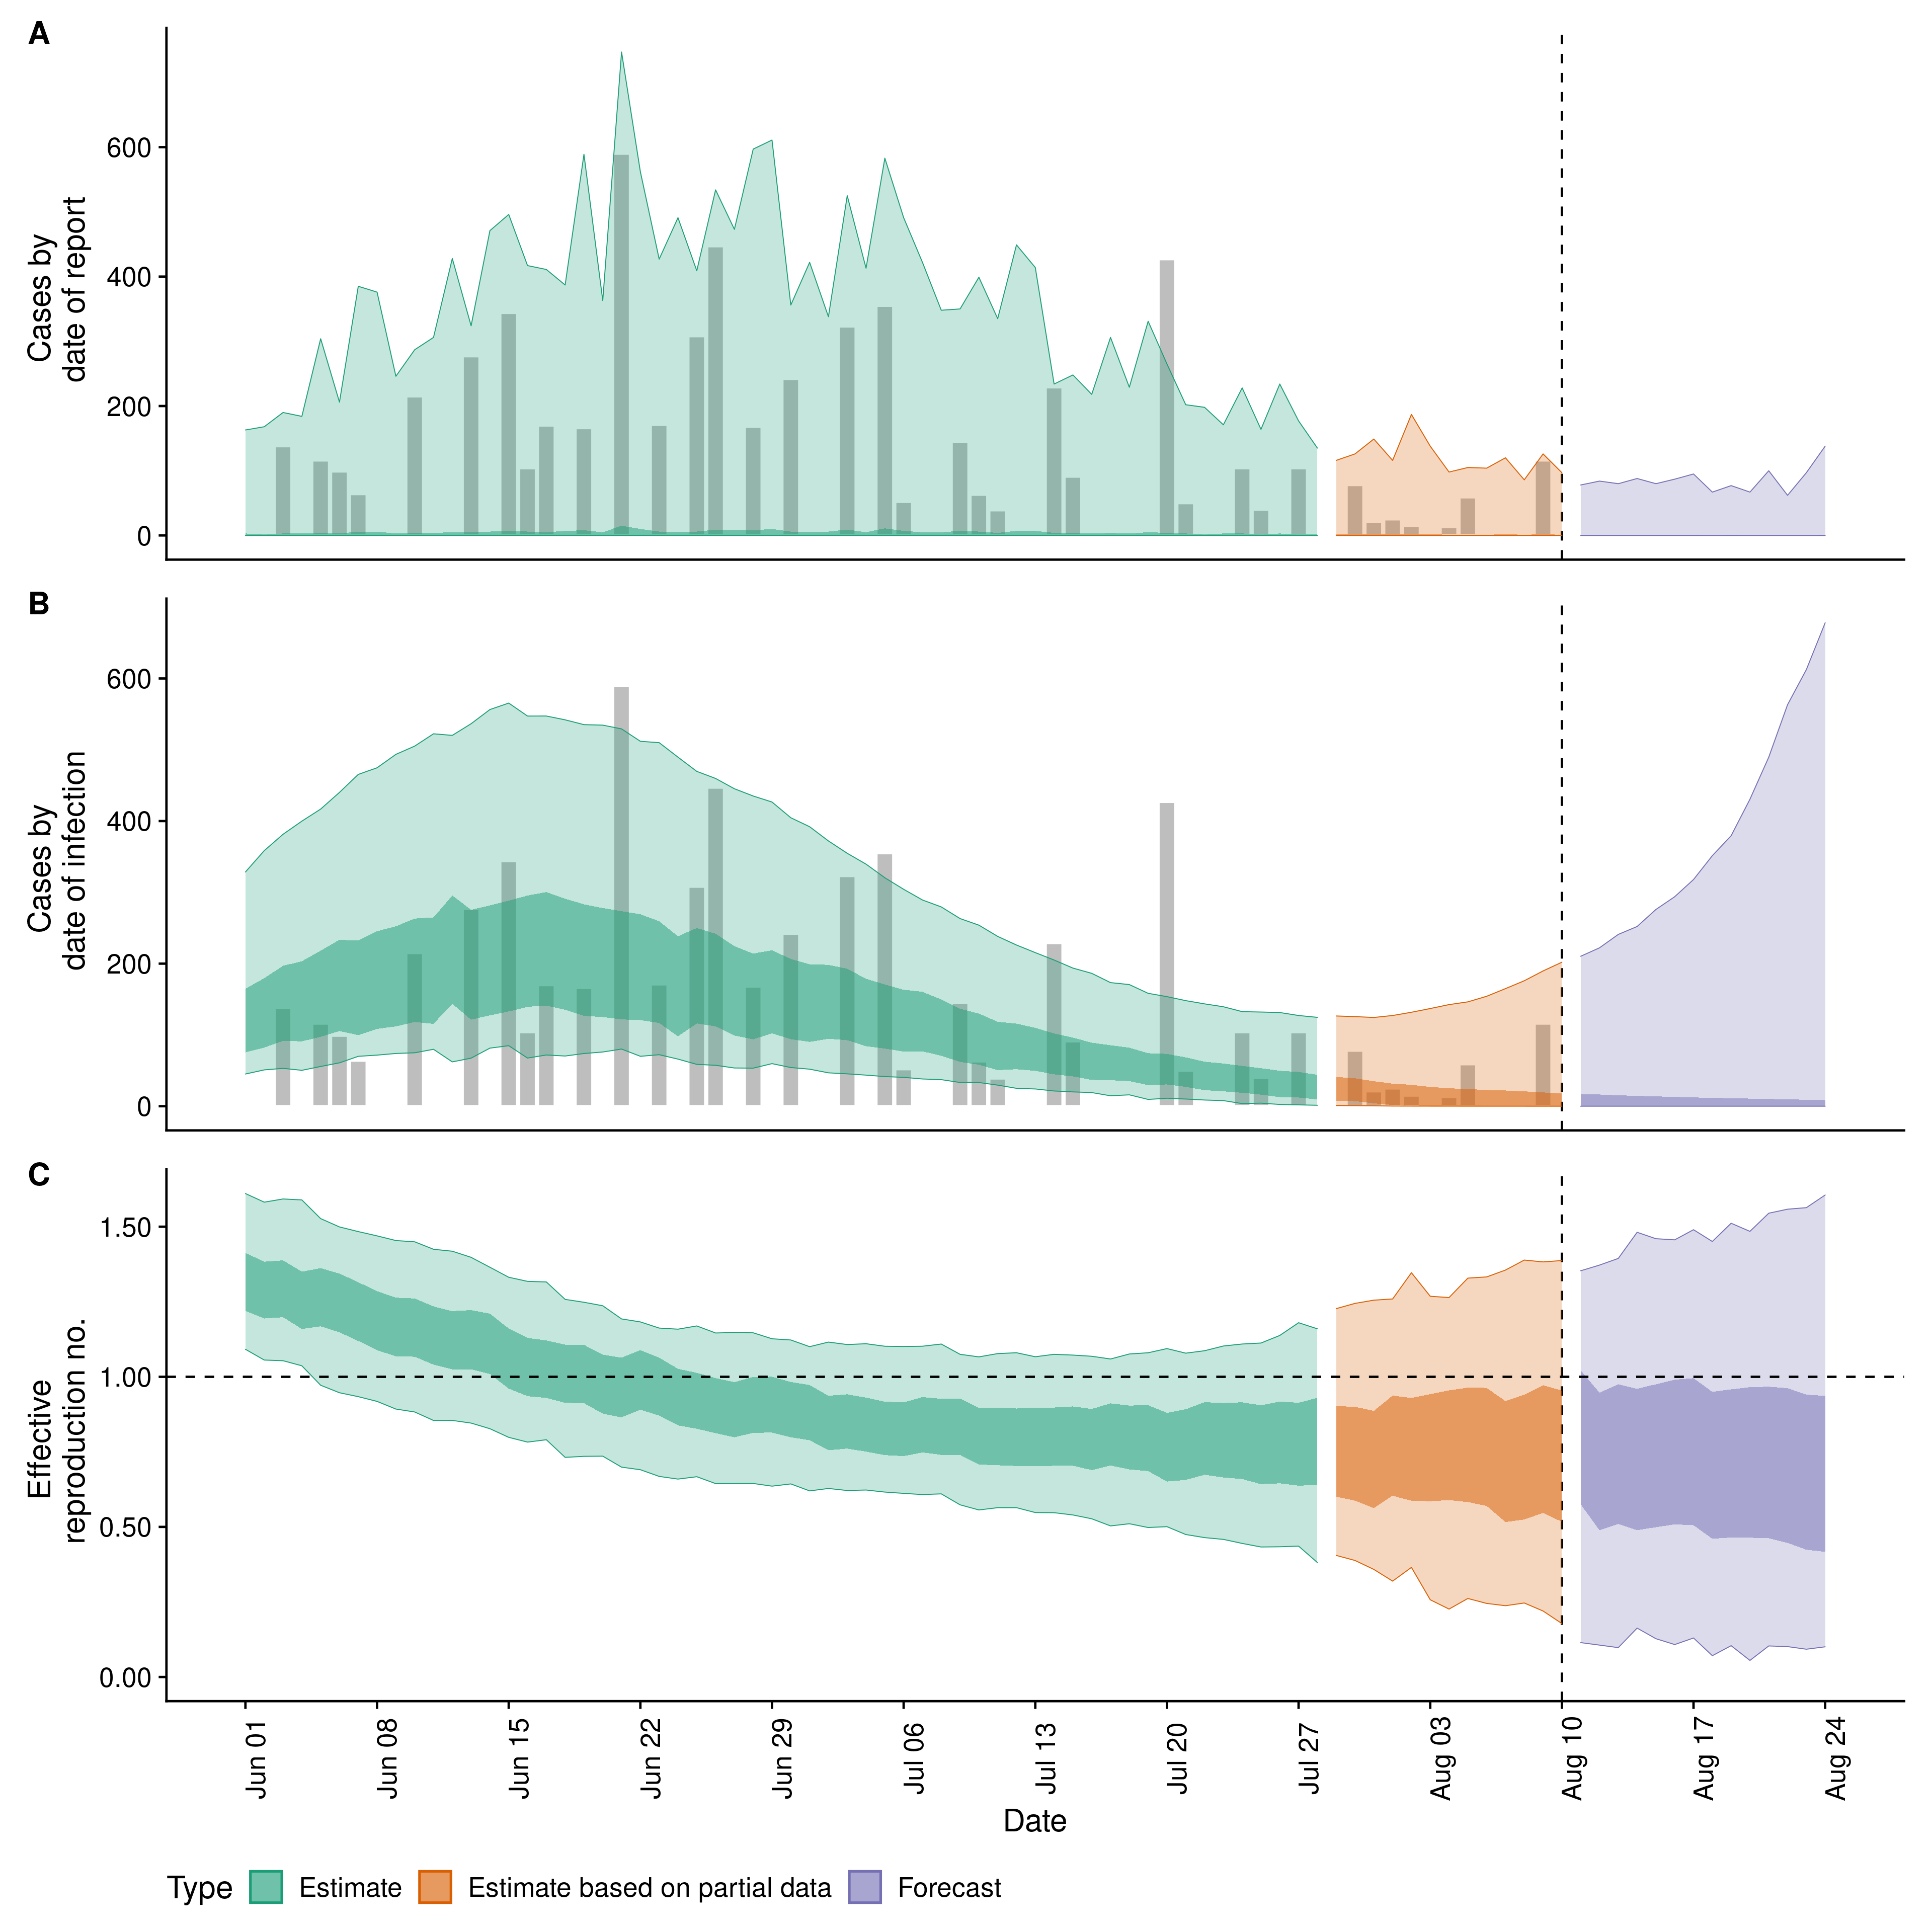 A
Cases by
date of report
600
400
200
0
B
Cases by
date of infection
600
400
200
0
C
Effective
reproduction no.
1.50
1.00
0.50
0.00
Jun 01
Jun 08
Jun 15
Jun 22
Jun 29
Jul 06
Jul 13
Jul 20
Jul 27
Aug 03
Aug 10
Aug 17
Aug 24
Date
Type Estimate Estimate based on partial data Forecast